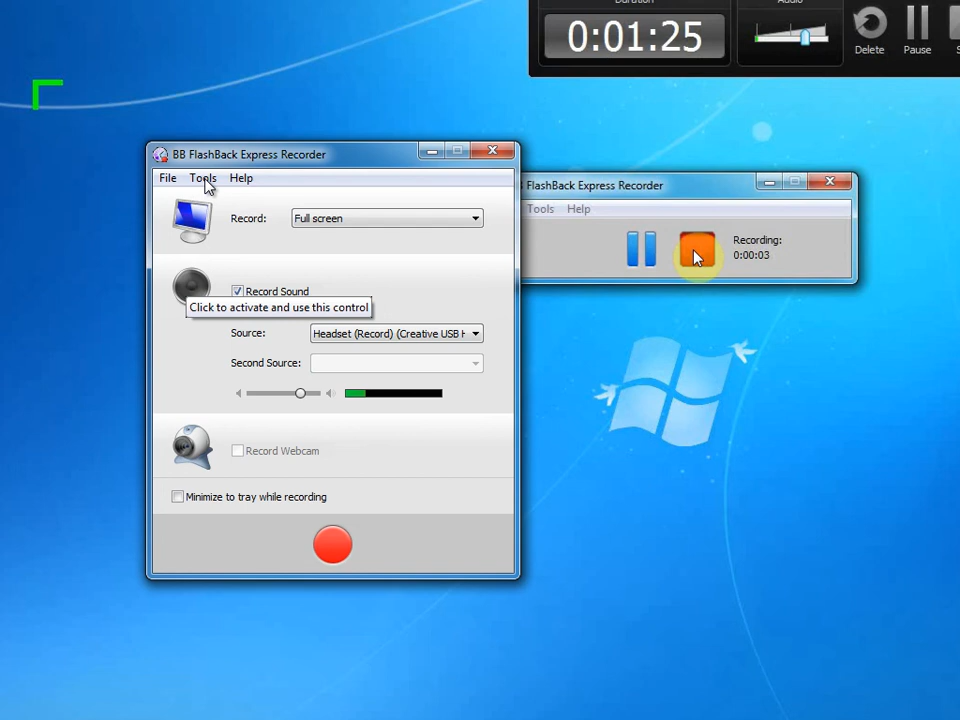 0:01:25
Delete
Pause
BB FlashBack Express Recorder
File Tools Help
Record: Full screen
Record Sound
Click to activate and use this control
Source: Headset (Record) (Creative USB
Second Source:
Record Webcam
Minimize to tray while recording
FlashBack Express Recorder
Tools Help
Recording:
0:00:03